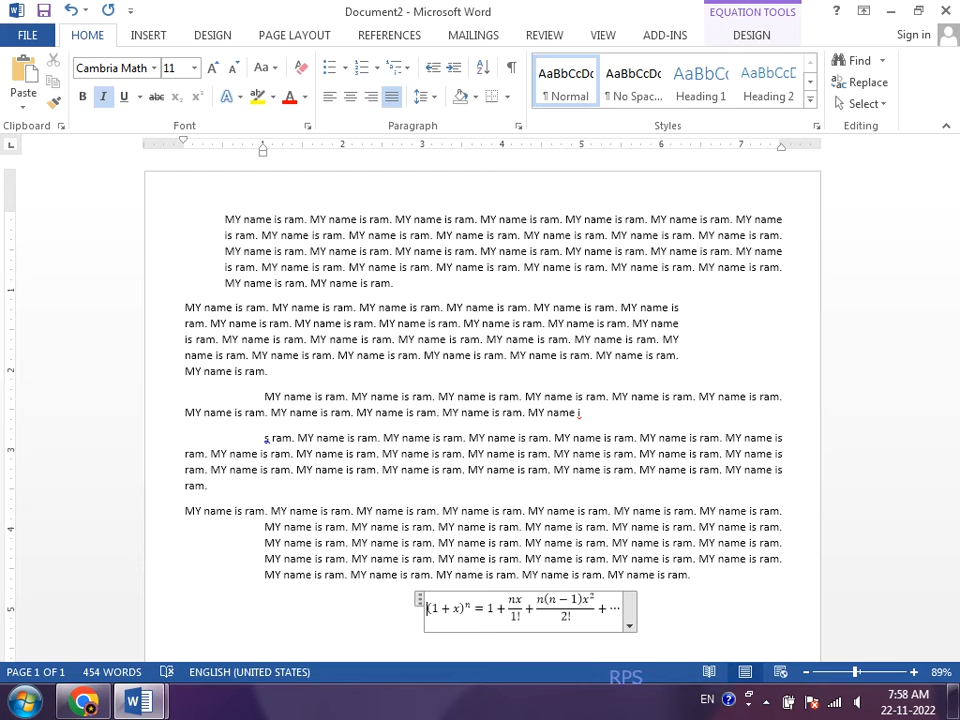 Document2 - Microsoft Word
EQUATION TOOLS
FILE HOME INSERT DESIGN PAGE LAYOUT REFERENCES MAILINGS REVIEW VIEW ADD-INS DESIGN Sign in
Cambria Math 11 Aa AaBbCcDc AaBbCcDc AaBbC AaBbCcD Find
Paste B I U abc x₂ x² A ab A ¶ Normal ¶ No Spac... Heading 1 Heading 2 Replace
Select
Clipboard Font Paragraph Styles Editing
1 2 3 4 5 6 7
MY name is ram. MY name is ram. MY name is ram. MY name is ram. MY name is ram. MY name is ram. MY name
is ram. MY name is ram. MY name is ram. MY name is ram. MY name is ram. MY name is ram. MY name is ram.
MY name is ram. MY name is ram. MY name is ram. MY name is ram. MY name is ram. MY name is ram. MY name
is ram. MY name is ram. MY name is ram. MY name is ram. MY name is ram. MY name is ram. MY name is ram.
MY name is ram. MY name is ram.
MY name is ram. MY name is ram. MY name is ram. MY name is ram. MY name is ram. MY name is
ram. MY name is ram. MY name is ram. MY name is ram. MY name is ram. MY name is ram. MY name
is ram. MY name is ram. MY name is ram. MY name is ram. MY name is ram. MY name is ram. MY
name is ram. MY name is ram. MY name is ram. MY name is ram. MY name is ram. MY name is ram.
MY name is ram.
MY name is ram. MY name is ram. MY name is ram. MY name is ram. MY name is ram. MY name is ram.
MY name is ram. MY name is ram. MY name is ram. MY name is ram. MY name i
s ram. MY name is ram. MY name is ram. MY name is ram. MY name is ram. MY name is ram. MY name is
ram. MY name is ram. MY name is ram. MY name is ram. MY name is ram. MY name is ram. MY name is
ram. MY name is ram. MY name is ram. MY name is ram. MY name is ram. MY name is ram. MY name is
ram.
MY name is ram. MY name is ram. MY name is ram. MY name is ram. MY name is ram. MY name is ram. MY name is ram.
MY name is ram. MY name is ram. MY name is ram. MY name is ram. MY name is ram. MY name is ram.
MY name is ram. MY name is ram. MY name is ram. MY name is ram. MY name is ram. MY name is ram.
MY name is ram. MY name is ram. MY name is ram. MY name is ram. MY name is ram. MY name is ram.
MY name is ram. MY name is ram. MY name is ram. MY name is ram. MY name is ram.
(1 + x)ⁿ = 1 + nx/1! + n(n − 1)x²/2! + ⋯
1
2
3
4
5
PAGE 1 OF 1 454 WORDS ENGLISH (UNITED STATES) 89%
RPS
EN 7:58 AM
22-11-2022